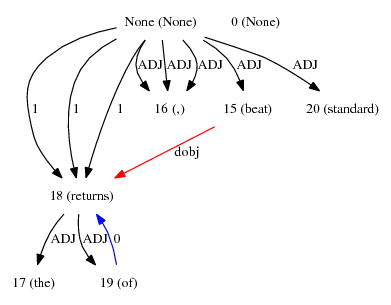 None (None) 0 (None)
ADJ ADJ ADJ ADJ ADJ
1 1 1 16 (,) 15 (beat) 20 (standard)
dobj
18 (returns)
ADJ ADJ 0
17 (the) 19 (of)